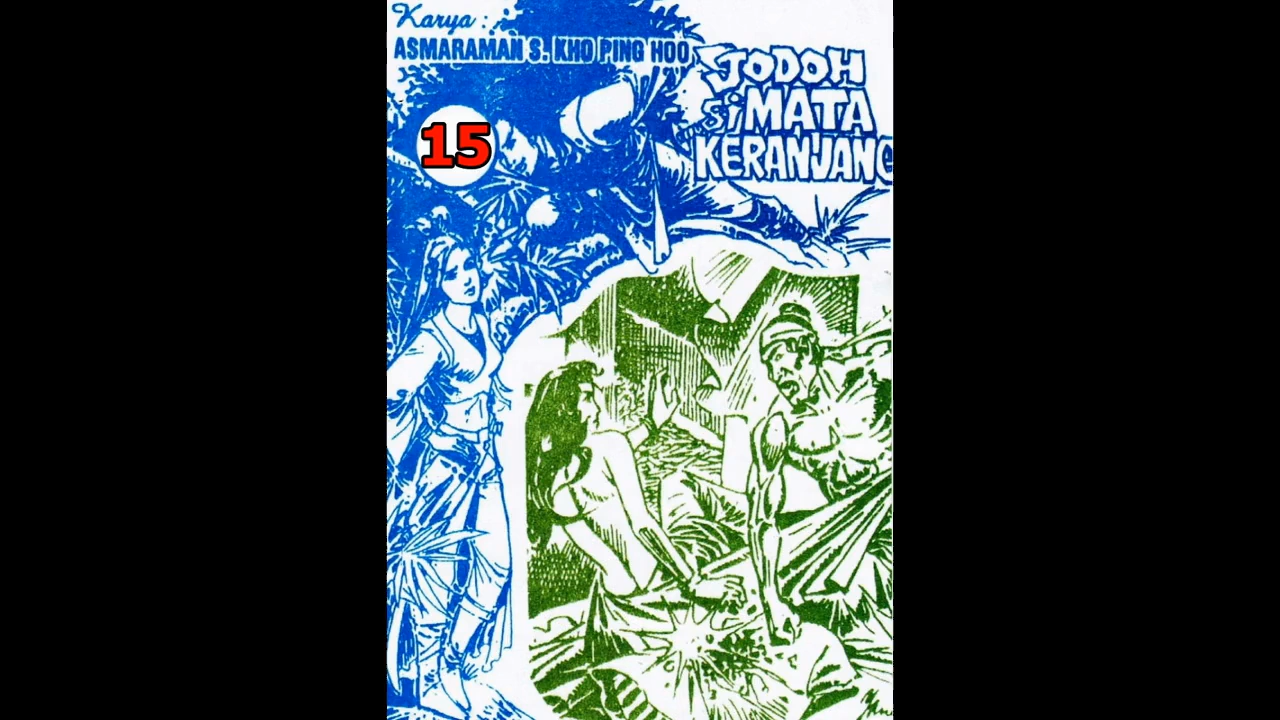 Karya :
ASMARAMAN S. KHO PING HOO
JODOH
si MATA
KERANJANG
15